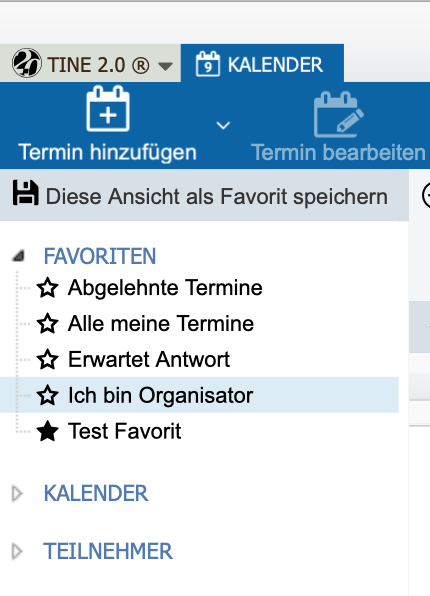 TINE 2.0 ®
9 KALENDER
Termin hinzufügen
Termin bearbeiten
Diese Ansicht als Favorit speichern
FAVORITEN
Abgelehnte Termine
Alle meine Termine
Erwartet Antwort
Ich bin Organisator
Test Favorit
KALENDER
TEILNEHMER